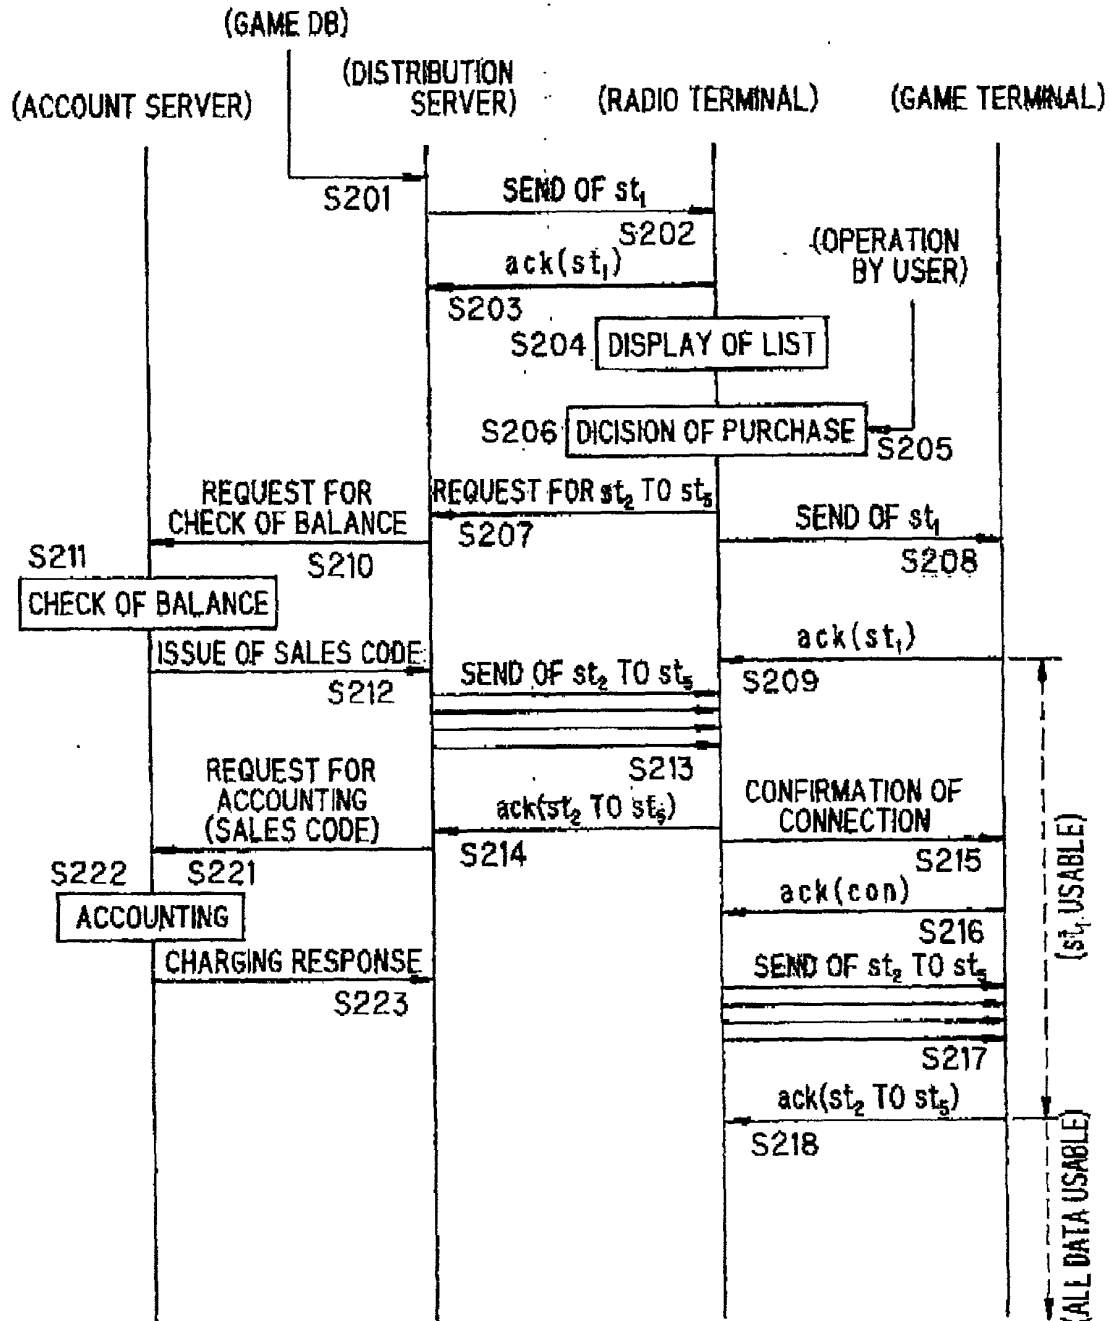 (GAME DB)
(DISTRIBUTION
SERVER)
(ACCOUNT SERVER)
(RADIO TERMINAL)
(GAME TERMINAL)
S201
SEND OF st₁
S202
(OPERATION
BY USER)
ack(st₁)
S203
S204
DISPLAY OF LIST
S206
DICISION OF PURCHASE
S205
REQUEST FOR
CHECK OF BALANCE
S210
REQUEST FOR st₂ TO st₅
S207
SEND OF st₁
S208
S211
CHECK OF BALANCE
ack(st₁)
S209
ISSUE OF SALES CODE
S212
SEND OF st₂ TO st₅
S213
REQUEST FOR
ACCOUNTING
(SALES CODE)
S221
ack(st₂ TO st₅)
S214
CONFIRMATION OF
CONNECTION
S215
(st₁ USABLE)
S222
ACCOUNTING
ack(con)
S216
CHARGING RESPONSE
S223
SEND OF st₂ TO st₅
S217
ack(st₂ TO st₅)
S218
(ALL DATA USABLE)